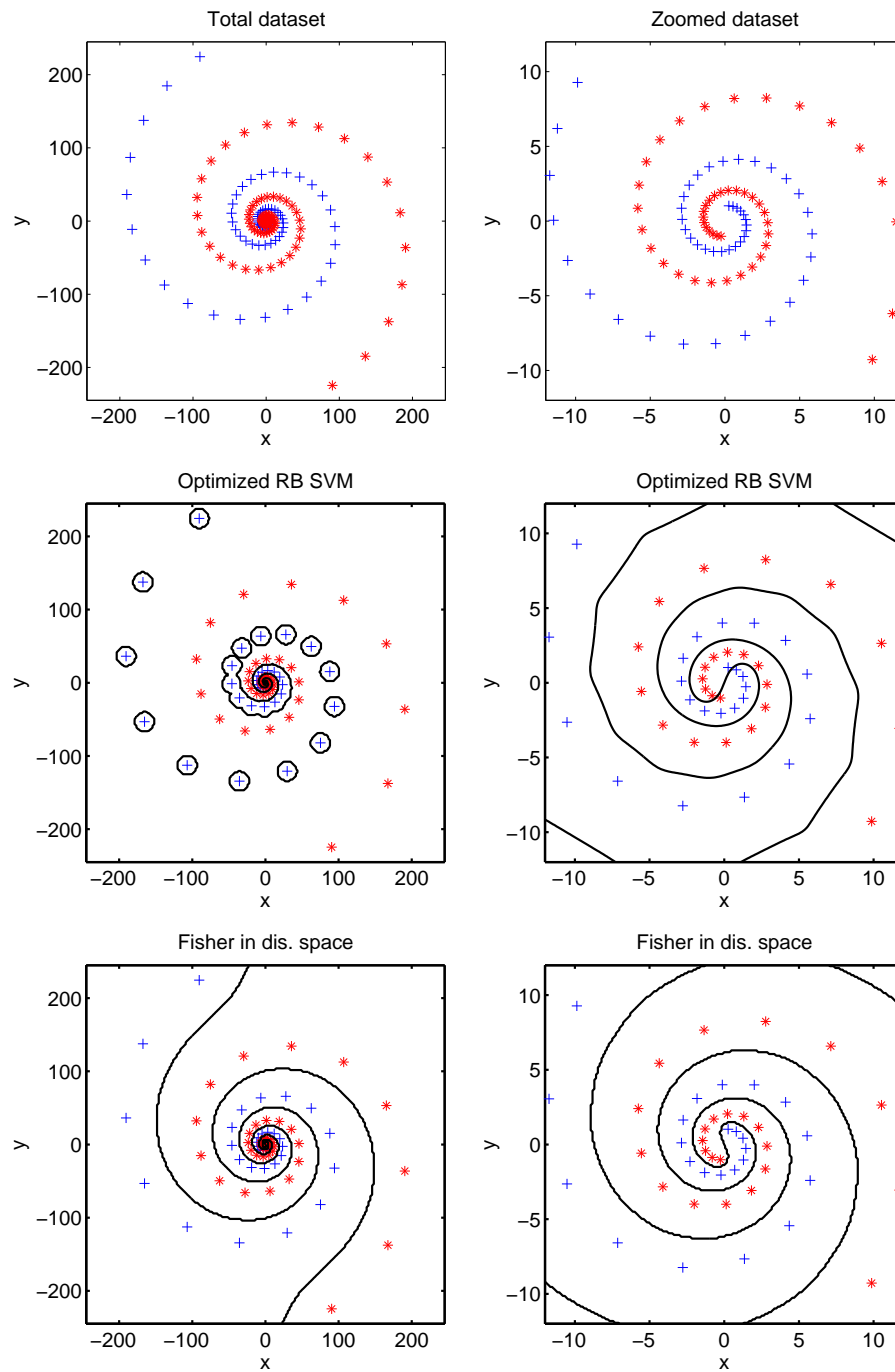 Total dataset
200
100
0
−100
−200
y
−200 −100 0 100 200
x
Zoomed dataset
10
5
0
−5
−10
y
−10 −5 0 5 10
x
Optimized RB SVM
200
100
0
−100
−200
y
−200 −100 0 100 200
x
Optimized RB SVM
10
5
0
−5
−10
y
−10 −5 0 5 10
x
Fisher in dis. space
200
100
0
−100
−200
y
−200 −100 0 100 200
x
Fisher in dis. space
10
5
0
−5
−10
y
−10 −5 0 5 10
x